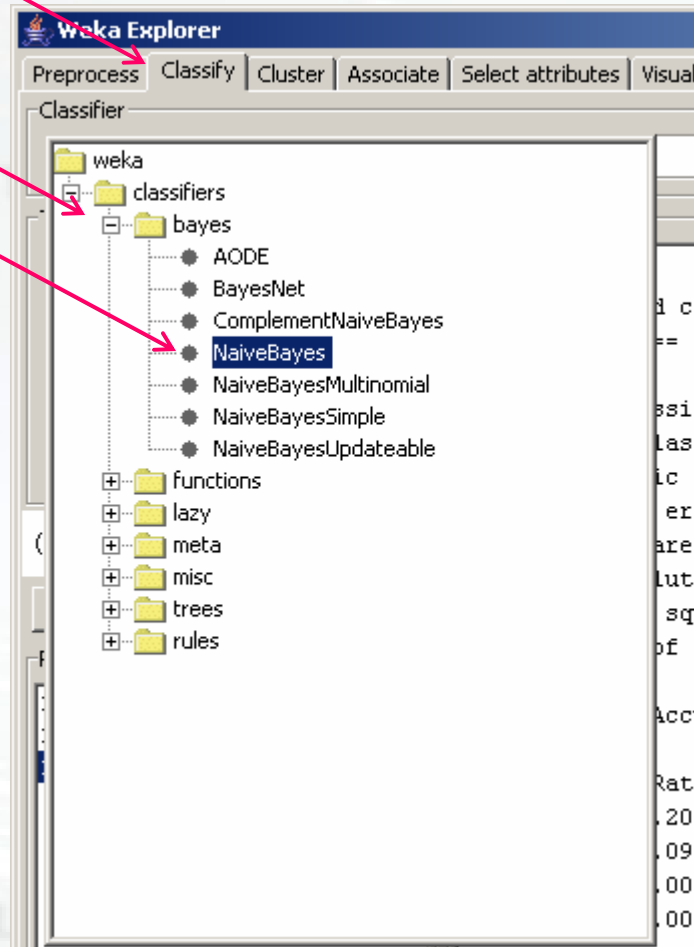 Weka Explorer
Preprocess Classify Cluster Associate Select attributes
Classifier
weka
classifiers
bayes
AODE
BayesNet
ComplementNaiveBayes
NaiveBayes
NaiveBayesMultinomial
NaiveBayesSimple
NaiveBayesUpdateable
functions
lazy
meta
misc
trees
rules